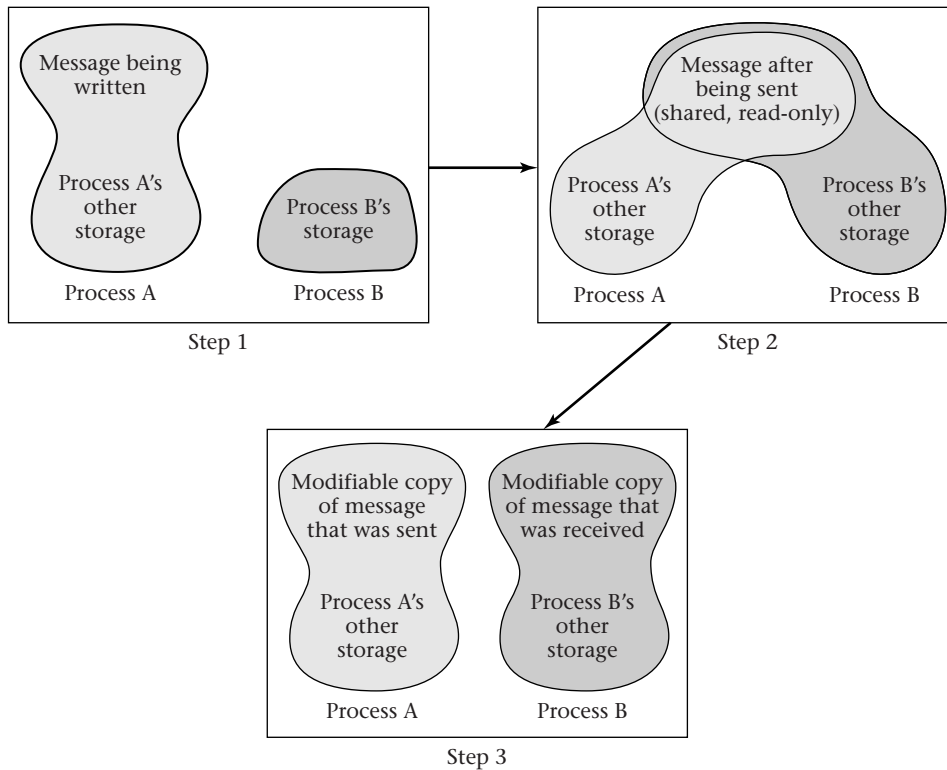 Message being
written
Process A's
other
storage
Process B's
storage
Process A
Process B
Step 1
Message after
being sent
(shared, read-only)
Process A's
other
storage
Process B's
other
storage
Process A
Process B
Step 2
Modifiable copy
of message
that was sent
Process A's
other
storage
Modifiable copy
of message that
was received
Process B's
other
storage
Process A
Process B
Step 3